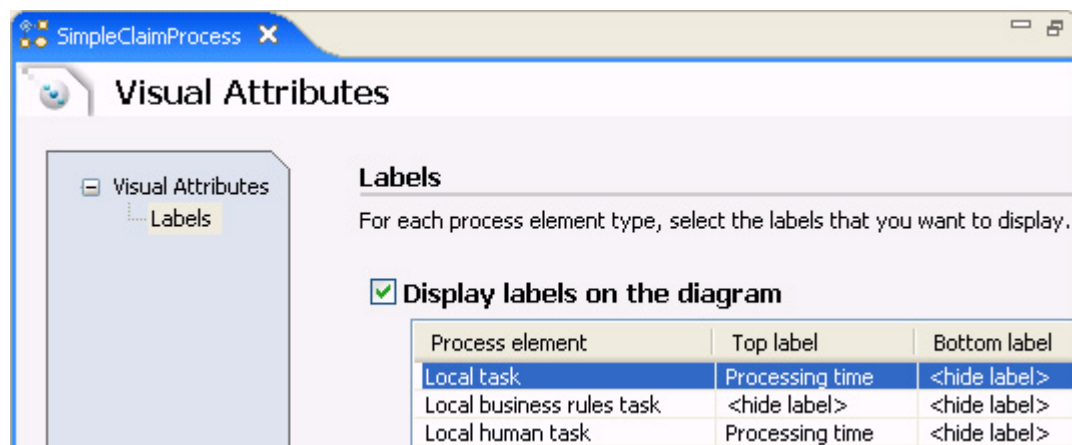 SimpleClaimProcess
Visual Attributes
Visual Attributes
Labels
Labels
For each process element type, select the labels that you want to display.
Display labels on the diagram
Process element Top label Bottom label
Local task Processing time <hide label>
Local business rules task <hide label> <hide label>
Local human task Processing time <hide label>